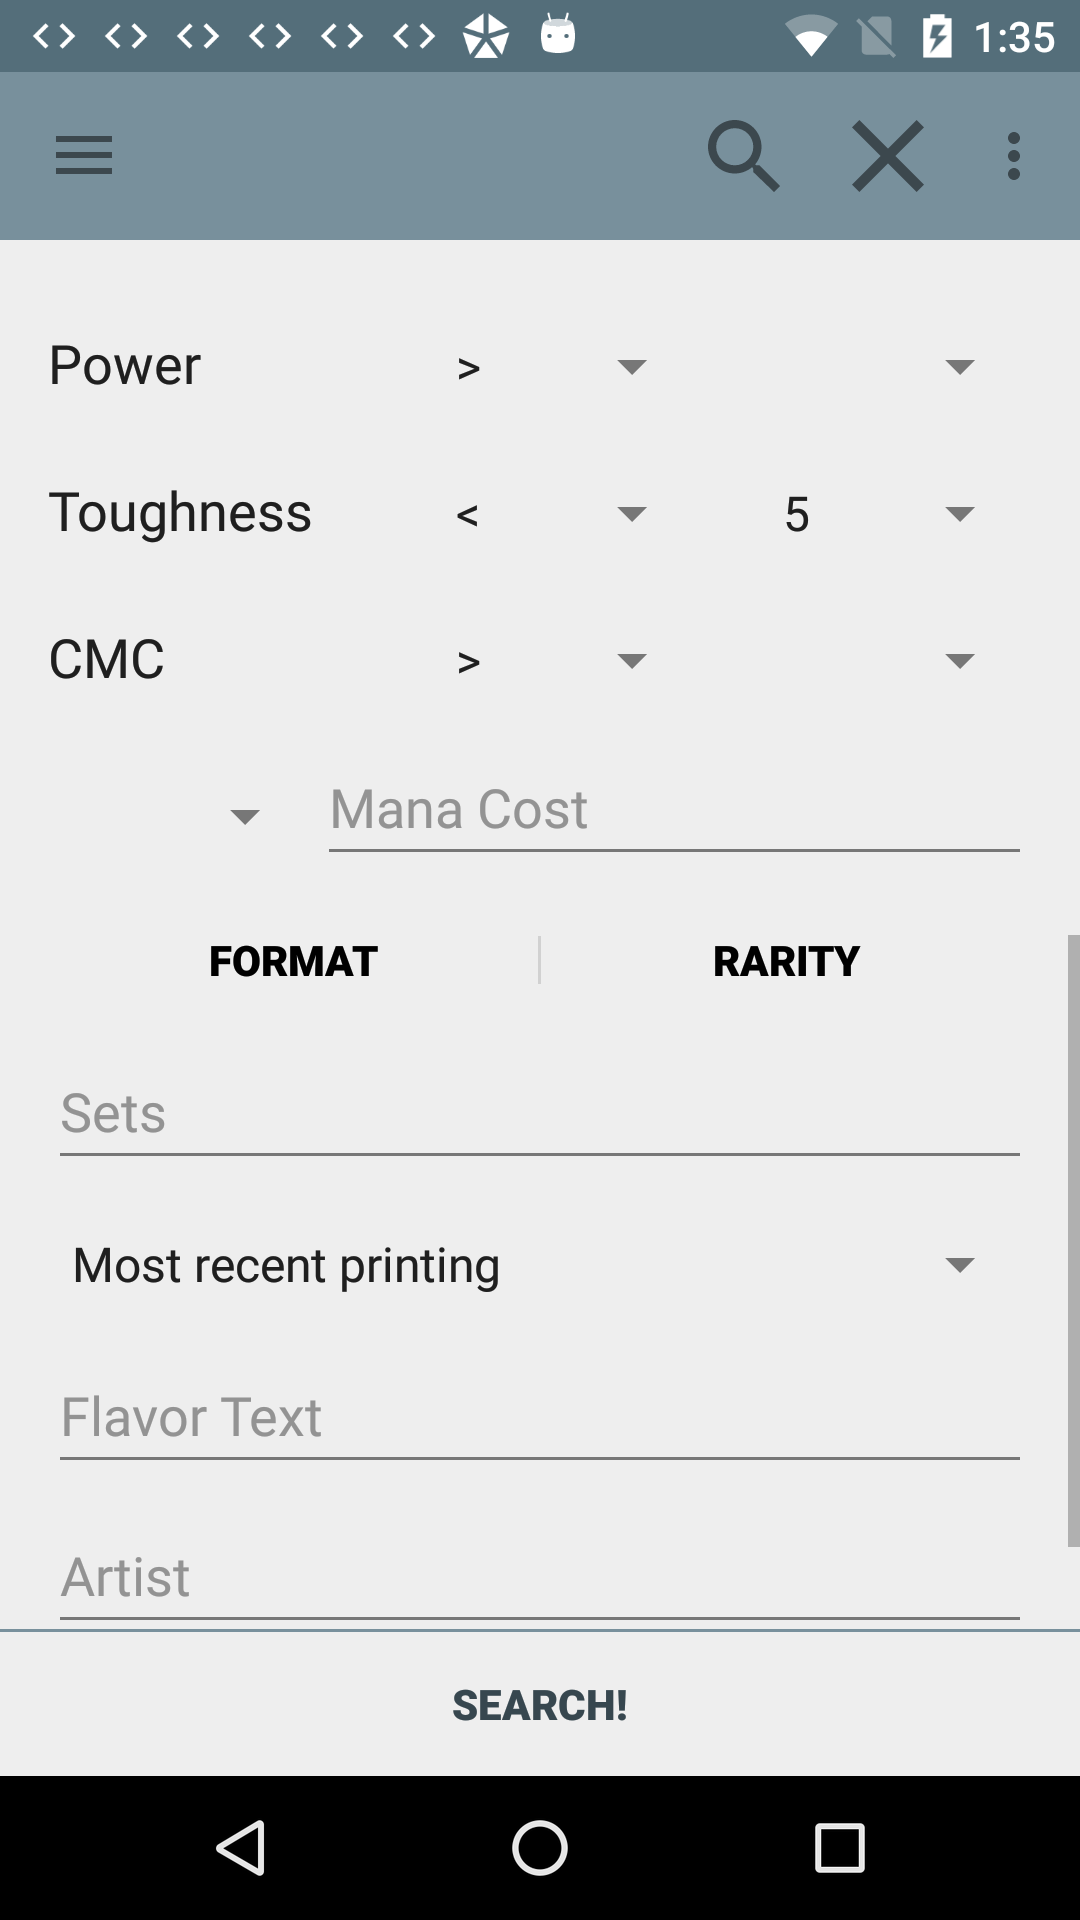 1:35
Power > 
Toughness < 5
CMC >
Mana Cost
FORMAT RARITY
Sets
Most recent printing
Flavor Text
Artist
SEARCH!